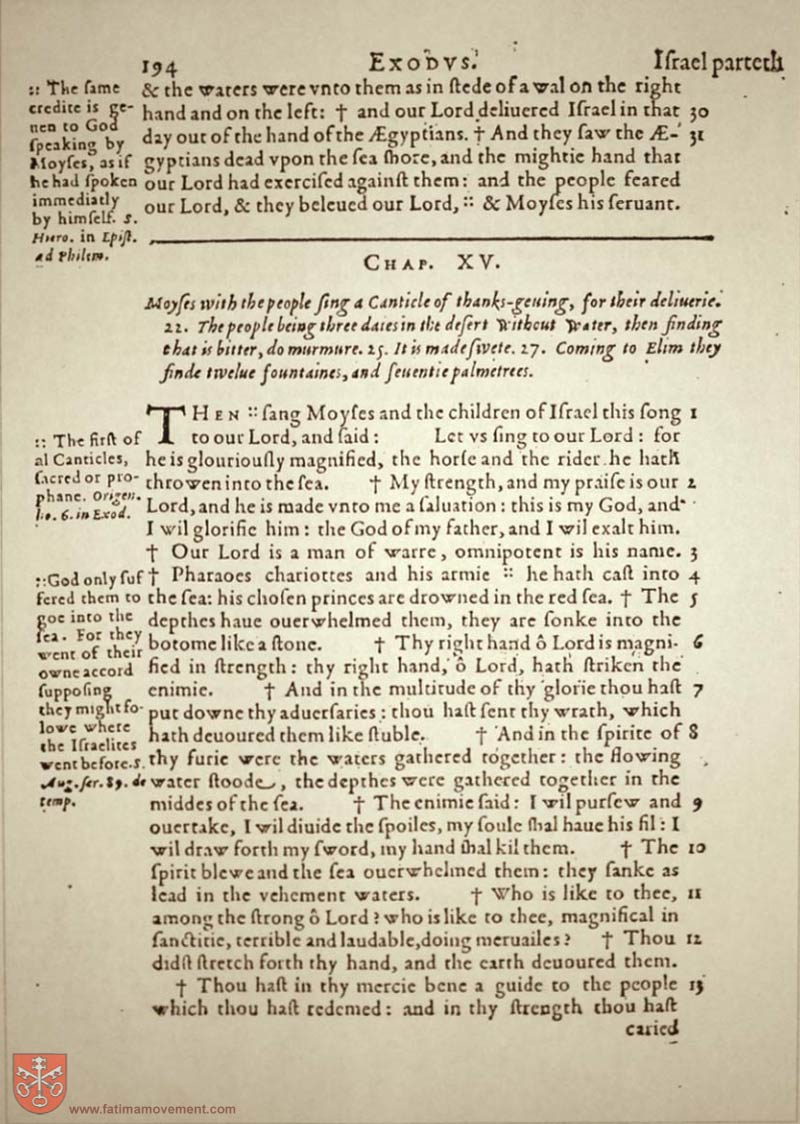 194 EXODVS. Iſrael parteth
:: The ſame
credite is ge-
uen to God
ſpeaking by
Moyſes, as if
he had ſpoken
immediatly
by himſelf. S.
Hiero. in Epiſt.
ad Philem.
& the waters were vnto them as in ſtede of a wal on the right
hand and on the left: † and our Lord deliuered Iſrael in that 30
day out of the hand of the Ægyptians. † And they ſaw the Æ- 31
gyptians dead vpon the ſea ſhore, and the mightie hand that
our Lord had exerciſed againſt them: and the people feared
our Lord, & they beleued our Lord, :: & Moyſes his ſeruant.
CHAP. XV.
Moyſes with the people ſing a Canticle of thanks-geuing, for their deliuerie.
22. The people being three daies in the deſert without water, then finding
that is bitter, do murmure. 25. It is made ſwete. 27. Coming to Elim they
finde twelue fountaines, and ſeuentie palmetrees.
THEN :: ſang Moyſes and the children of Iſrael this ſong 1
to our Lord, and ſaid: Let vs ſing to our Lord: for
he is glouriouſly magnified, the horſe and the rider he hath
throwen into the ſea. † My ſtrength, and my praiſe is our 2
Lord, and he is made vnto me a ſaluation: this is my God, and
I wil glorifie him: the God of my father, and I wil exalt him.
† Our Lord is a man of warre, omnipotent is his name. 3
† Pharaoes chariottes and his armie :: he hath caſt into 4
the ſea: his choſen princes are drowned in the red ſea. † The 5
depthes haue ouerwhelmed them, they are ſonke into the
botome like a ſtone. † Thy right hand ô Lord is magni- 6
fied in ſtrength: thy right hand, ô Lord, hath ſtriken the
enimie. † And in the multitude of thy glorie thou haſt 7
put downe thy aduerſaries: thou haſt ſent thy wrath, which
hath deuoured them like ſtuble. † And in the ſpirite of 8
thy furie were the waters gathered together: the flowing
water ſtoode, the depthes were gathered together in the
middes of the ſea. † The enimie ſaid: I wil purſew and 9
ouertake, I wil diuide the ſpoiles, my ſoule ſhal haue his fil: I
wil draw forth my ſword, my hand ſhal kil them. † The 10
ſpirit blewe and the ſea ouerwhelmed them: they ſanke as
lead in the vehement waters. † Who is like to thee, 11
among the ſtrong ô Lord? who is like to thee, magnifical in
ſanctitie, terrible and laudable, doing meruailes? † Thou 12
didſt ſtretch forth thy hand, and the earth deuoured them.
† Thou haſt in thy mercie bene a guide to the people 13
which thou haſt redemed: and in thy ſtrength thou haſt
caried
:: The firſt of
al Canticles,
ſacred or pro-
phane. Origen.
ho. 6. in Exod.
:: God only ſuf
fered them to
goe into the
ſea. For they
went of their
owne accord
ſuppoſing
they might fo-
lowe where
the Iſraelites
went before. S.
Aug. ſer. 89. de
temp.
www.fatimamovement.com